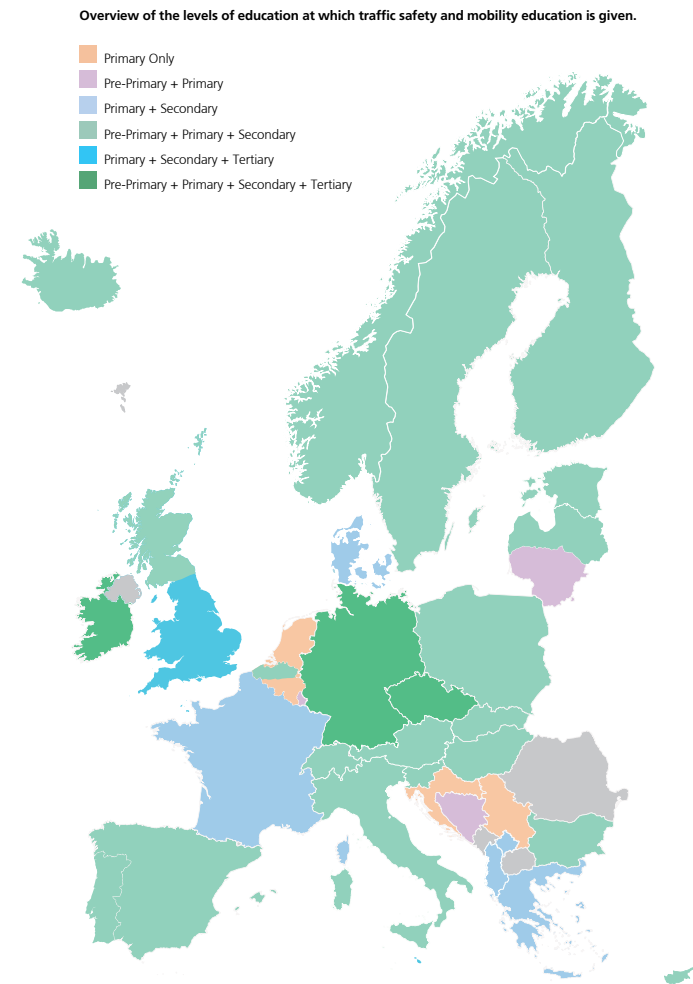 Overview of the levels of education at which traffic safety and mobility education is given.
Primary Only
Pre-Primary + Primary
Primary + Secondary
Pre-Primary + Primary + Secondary
Primary + Secondary + Tertiary
Pre-Primary + Primary + Secondary + Tertiary